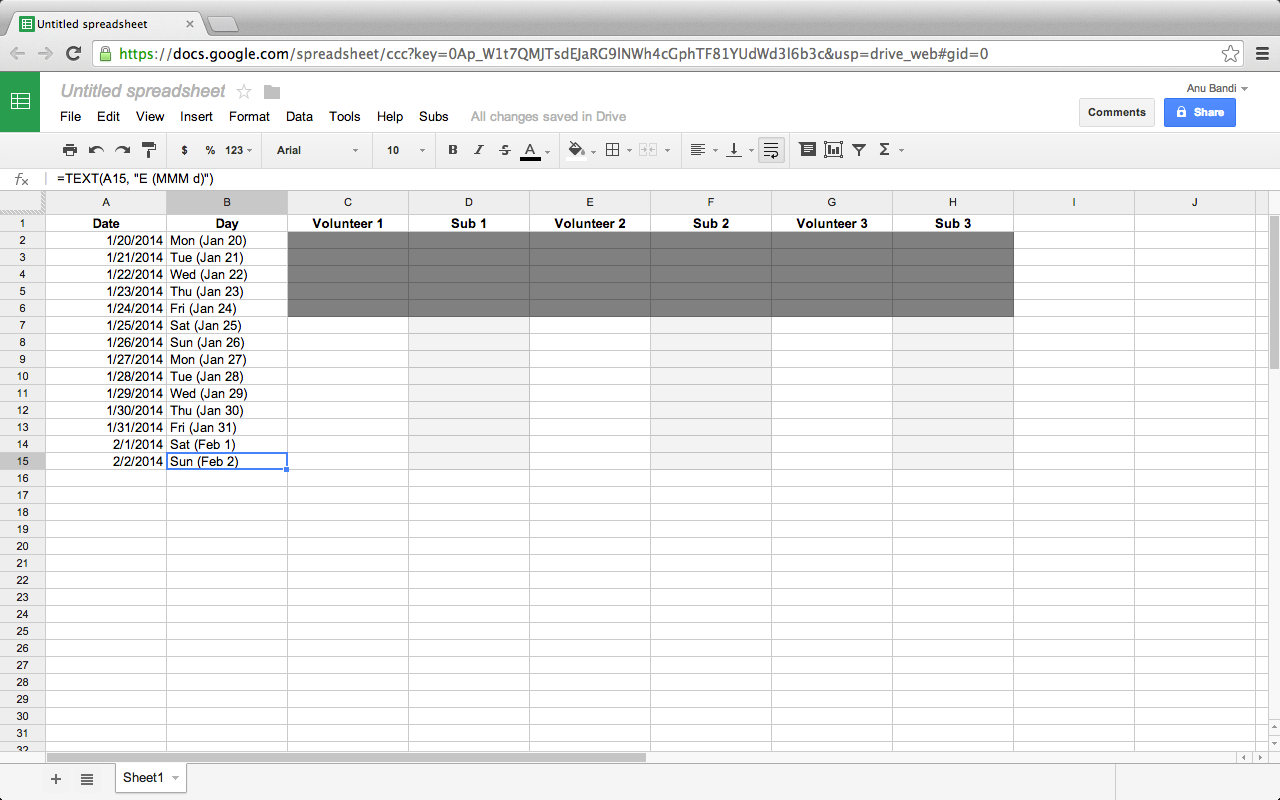 Untitled spreadsheet
https://docs.google.com/spreadsheet/ccc?key=0Ap_W1t7QMJTsdEJaRG9lNWh4cGphTF81YUdWd3l6b3c&usp=drive_web#gid=0
Untitled spreadsheet
Anu Bandi
File Edit View Insert Format Data Tools Help Subs All changes saved in Drive
Comments Share
$ % 123 Arial 10 B I S A Σ
fx =TEXT(A15, "E (MMM d)")
A B C D E F G H I J
1 Date Day Volunteer 1 Sub 1 Volunteer 2 Sub 2 Volunteer 3 Sub 3
2 1/20/2014 Mon (Jan 20)
3 1/21/2014 Tue (Jan 21)
4 1/22/2014 Wed (Jan 22)
5 1/23/2014 Thu (Jan 23)
6 1/24/2014 Fri (Jan 24)
7 1/25/2014 Sat (Jan 25)
8 1/26/2014 Sun (Jan 26)
9 1/27/2014 Mon (Jan 27)
10 1/28/2014 Tue (Jan 28)
11 1/29/2014 Wed (Jan 29)
12 1/30/2014 Thu (Jan 30)
13 1/31/2014 Fri (Jan 31)
14 2/1/2014 Sat (Feb 1)
15 2/2/2014 Sun (Feb 2)
16
17
18
19
20
21
22
23
24
25
26
27
28
29
30
31
32
Sheet1